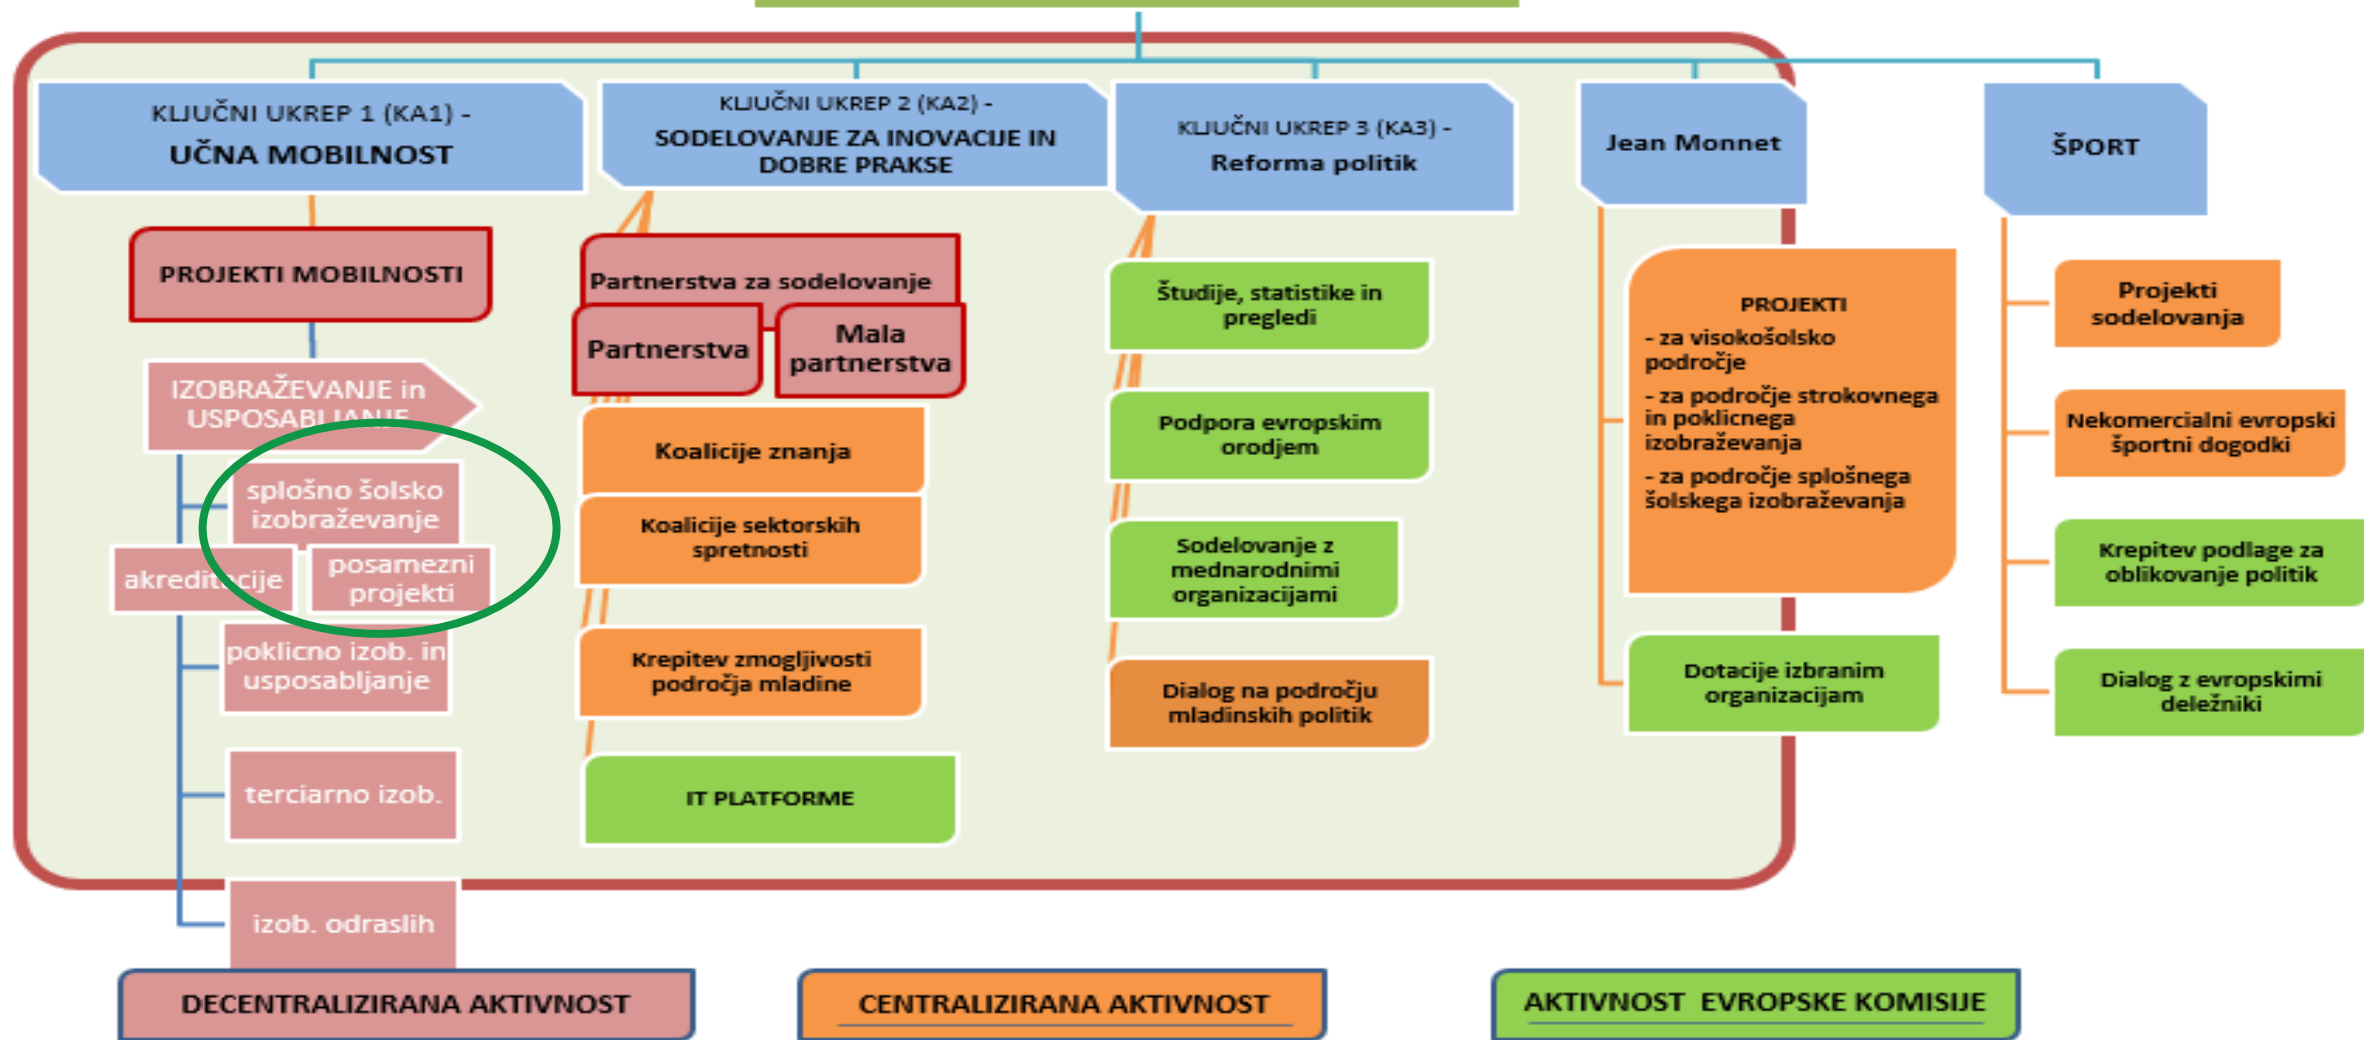 KLJUČNI UKREP 1 (KA1) -
UČNA MOBILNOST
KLJUČNI UKREP 2 (KA2) -
SODELOVANJE ZA INOVACIJE IN
DOBRE PRAKSE
KLJUČNI UKREP 3 (KA3) -
Reforma politik
Jean Monnet
ŠPORT
PROJEKTI MOBILNOSTI
IZOBRAŽEVANJE in
USPOSABLJANJE
splošno šolsko
izobraževanje
akreditacije
posamezni
projekti
poklicno izob. in
usposabljanje
terciarno izob.
izob. odraslih
Partnerstva za sodelovanje
Partnerstva
Mala
partnerstva
Koalicije znanja
Koalicije sektorskih
spretnosti
Krepitev zmogljivosti
področja mladine
IT PLATFORME
Študije, statistike in
pregledi
Podpora evropskim
orodjem
Sodelovanje z
mednarodnimi
organizacijami
Dialog na področju
mladinskih politik
PROJEKTI
- za visokošolsko
področje
- za področje strokovnega
in poklicnega
izobraževanja
- za področje splošnega
šolskega izobraževanja
Dotacije izbranim
organizacijam
Projekti
sodelovanja
Nekomercialni evropski
športni dogodki
Krepitev podlage za
oblikovanje politik
Dialog z evropskimi
deležniki
DECENTRALIZIRANA AKTIVNOST
CENTRALIZIRANA AKTIVNOST
AKTIVNOST EVROPSKE KOMISIJE